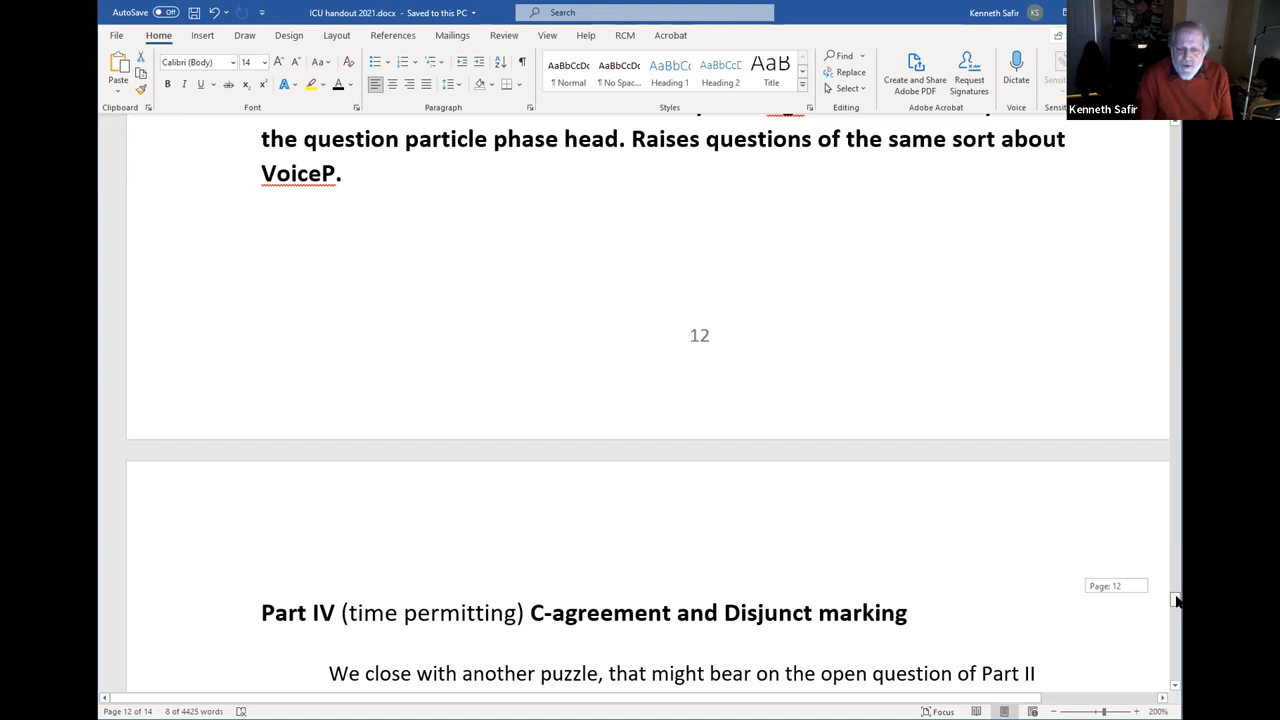 AutoSave Off ICU handout 2021.docx - Saved to this PC Search Kenneth Safir KS
File Home Insert Draw Design Layout References Mailings Review View Help RCM Acrobat
Calibri (Body) 14 Aa
Paste
B I U ab x x A A
AaBbCcDc AaBbCcDc AaBbCc AaBbCcD AaB
¶ Normal ¶ No Spac... Heading 1 Heading 2 Title
Find
Replace
Select
Create and Share Adobe PDF
Request Signatures
Dictate
Clipboard Font Paragraph Styles Editing Adobe Acrobat Voice
Kenneth Safir
the question particle phase head. Raises questions of the same sort about
VoiceP.
12
Page: 12
Part IV (time permitting) C-agreement and Disjunct marking
We close with another puzzle, that might bear on the open question of Part II
Page 12 of 14 8 of 4425 words Focus 200%